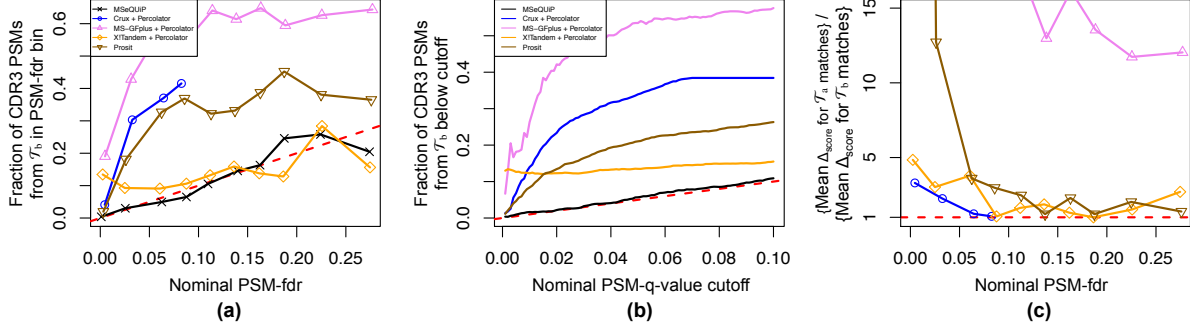 Fraction of CDR3 PSMs
from 𝒯b in PSM-fdr bin
0.0
0.2
0.4
0.6
MSeQUiP
Crux + Percolator
MS-GFplus + Percolator
X!Tandem + Percolator
Prosit
0.00 0.05 0.10 0.15 0.20 0.25
Nominal PSM-fdr
(a)
Fraction of CDR3 PSMs
from 𝒯b below cutoff
0.0
0.2
0.4
MSeQUiP
Crux + Percolator
MS-GFplus + Percolator
X!Tandem + Percolator
Prosit
0.00 0.02 0.04 0.06 0.08 0.10
Nominal PSM-q-value cutoff
(b)
{Mean Δscore for 𝒯a matches} /
{Mean Δscore for 𝒯b matches}
1
5
10
15
0.00 0.05 0.10 0.15 0.20 0.25
Nominal PSM-fdr
(c)